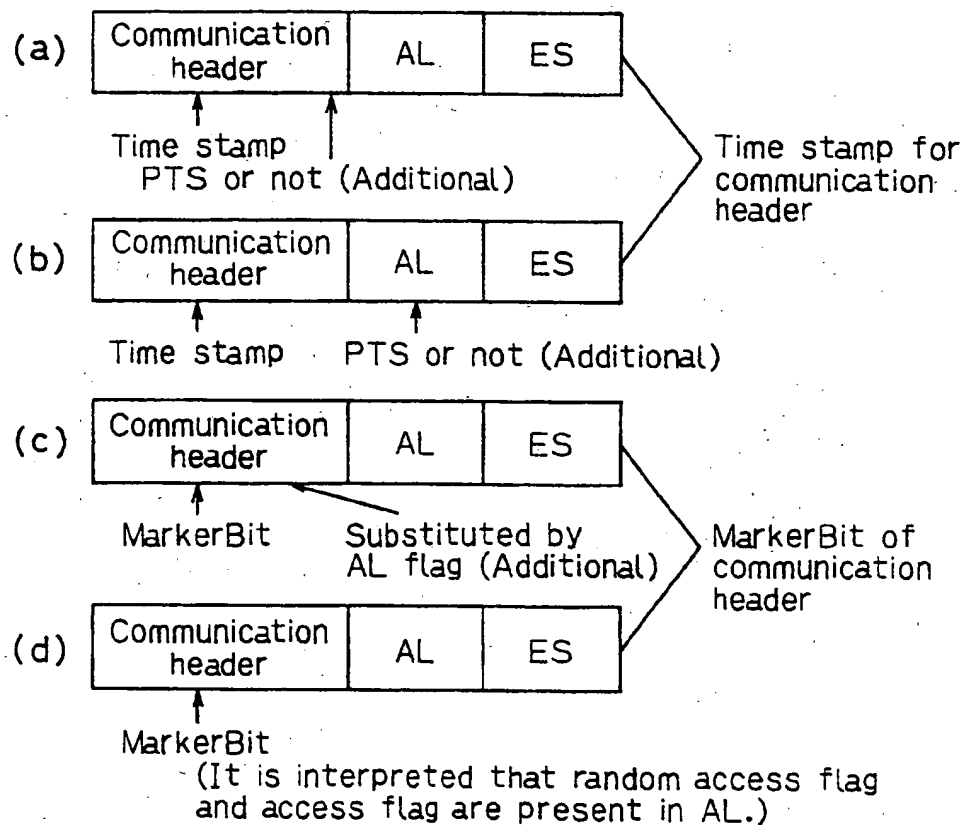 (a)
Communication
header
AL
ES
Time stamp
PTS or not (Additional)
Time stamp for
communication
header
(b)
Communication
header
AL
ES
Time stamp
PTS or not (Additional)
(c)
Communication
header
AL
ES
MarkerBit
Substituted by
AL flag (Additional)
MarkerBit of
communication
header
(d)
Communication
header
AL
ES
MarkerBit
(It is interpreted that random access flag
and access flag are present in AL.)